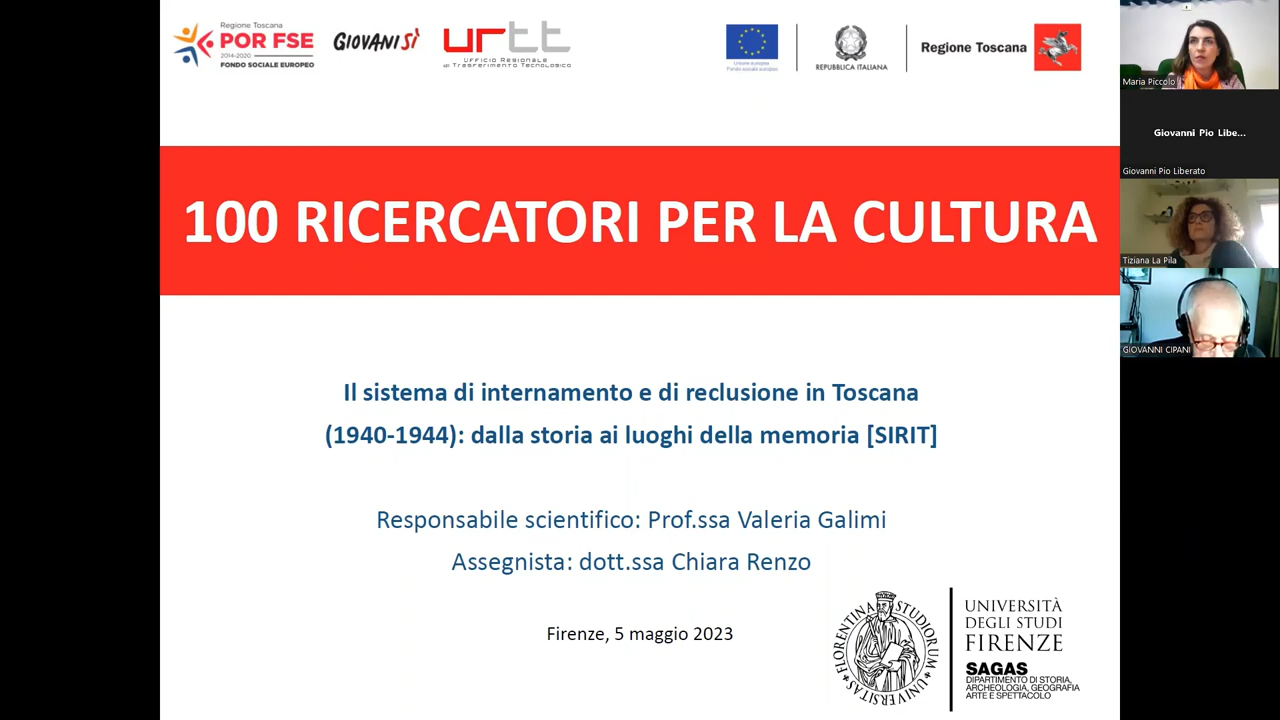 Regione Toscana
POR FSE
2014-2020
FONDO SOCIALE EUROPEO
GIOVANISÌ
urtt
Ufficio Regionale
di Trasferimento Tecnologico
Unione europea
Fondo sociale europeo
REPUBBLICA ITALIANA
Regione Toscana
100 RICERCATORI PER LA CULTURA
Il sistema di internamento e di reclusione in Toscana
(1940-1944): dalla storia ai luoghi della memoria [SIRIT]
Responsabile scientifico: Prof.ssa Valeria Galimi
Assegnista: dott.ssa Chiara Renzo
Firenze, 5 maggio 2023
FLORENTINA STUDIORUM UNIVERSITAS
UNIVERSITÀ
DEGLI STUDI
FIRENZE
SAGAS
DIPARTIMENTO DI STORIA,
ARCHEOLOGIA, GEOGRAFIA
ARTE E SPETTACOLO
Maria Piccolo
Giovanni Pio Libe...
Giovanni Pio Liberato
Tiziana La Pila
GIOVANNI CIPANI